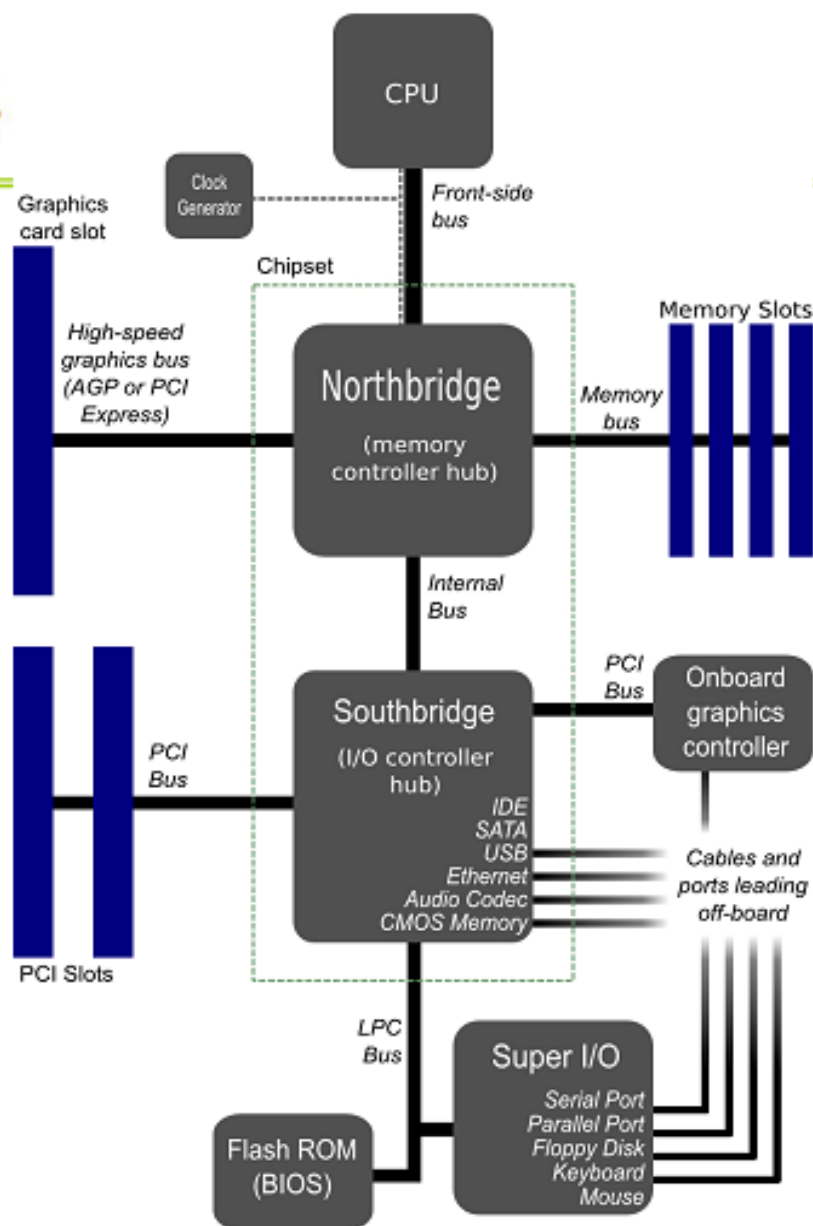 CPU
Clock
Generator
Front-side
bus
Graphics
card slot
Chipset
High-speed
graphics bus
(AGP or PCI
Express)
Northbridge
(memory
controller hub)
Memory Slots
Memory
bus
Internal
Bus
PCI
Bus
Onboard
graphics
controller
Southbridge
(I/O controller
hub)
PCI
Bus
IDE
SATA
USB
Ethernet
Audio Codec
CMOS Memory
Cables and
ports leading
off-board
PCI Slots
LPC
Bus
Super I/O
Serial Port
Parallel Port
Floppy Disk
Keyboard
Mouse
Flash ROM
(BIOS)